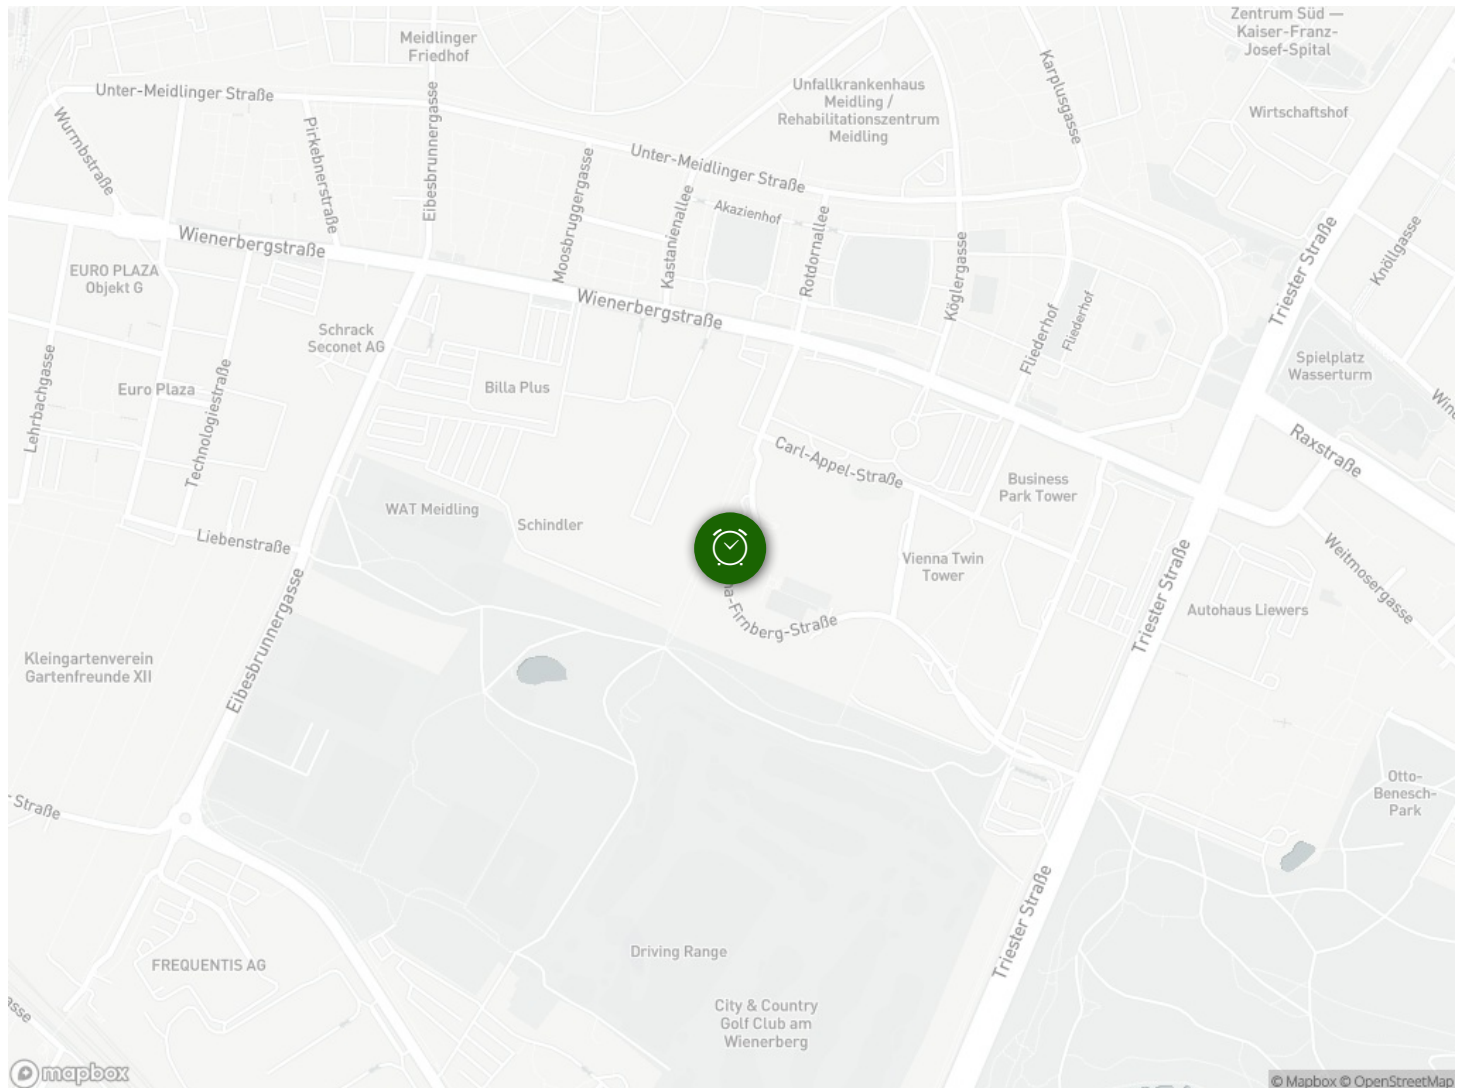 Zentrum Süd —
Kaiser-Franz-
Josef-Spital
Meidlinger
Friedhof
Karplusgasse
Unfallkrankenhaus
Meidling /
Rehabilitationszentrum
Meidling
Wirtschaftshof
Unter-Meidlinger Straße
Wurmbstraße
Pirkebnerstraße
Eibesbrunnergasse
Moosbruggergasse
Unter-Meidlinger Straße
Kastanienallee
Akazienhof
Rotdornallee
Köglergasse
Triester Straße
Knöllgasse
Wienerbergstraße
EURO PLAZA
Objekt G
Wienerbergstraße
Fliederhof
Fliederhof
Schrack
Seconet AG
Spielplatz
Wasserturm
Lehrbachgasse
Euro Plaza
Technologiestraße
Billa Plus
Raxstraße
Carl-Appel-Straße
Business
Park Tower
WAT Meidling
Schindler
Liebenstraße
Vienna Twin
Tower
Weitmosergasse
Triester Straße
Autohaus Liewers
a-Firnberg-Straße
Eibesbrunnergasse
Kleingartenverein
Gartenfreunde XII
Straße
Otto-
Benesch-
Park
Triester Straße
Driving Range
FREQUENTIS AG
City & Country
Golf Club am
Wienerberg
asse
mapbox
© Mapbox © OpenStreetMap